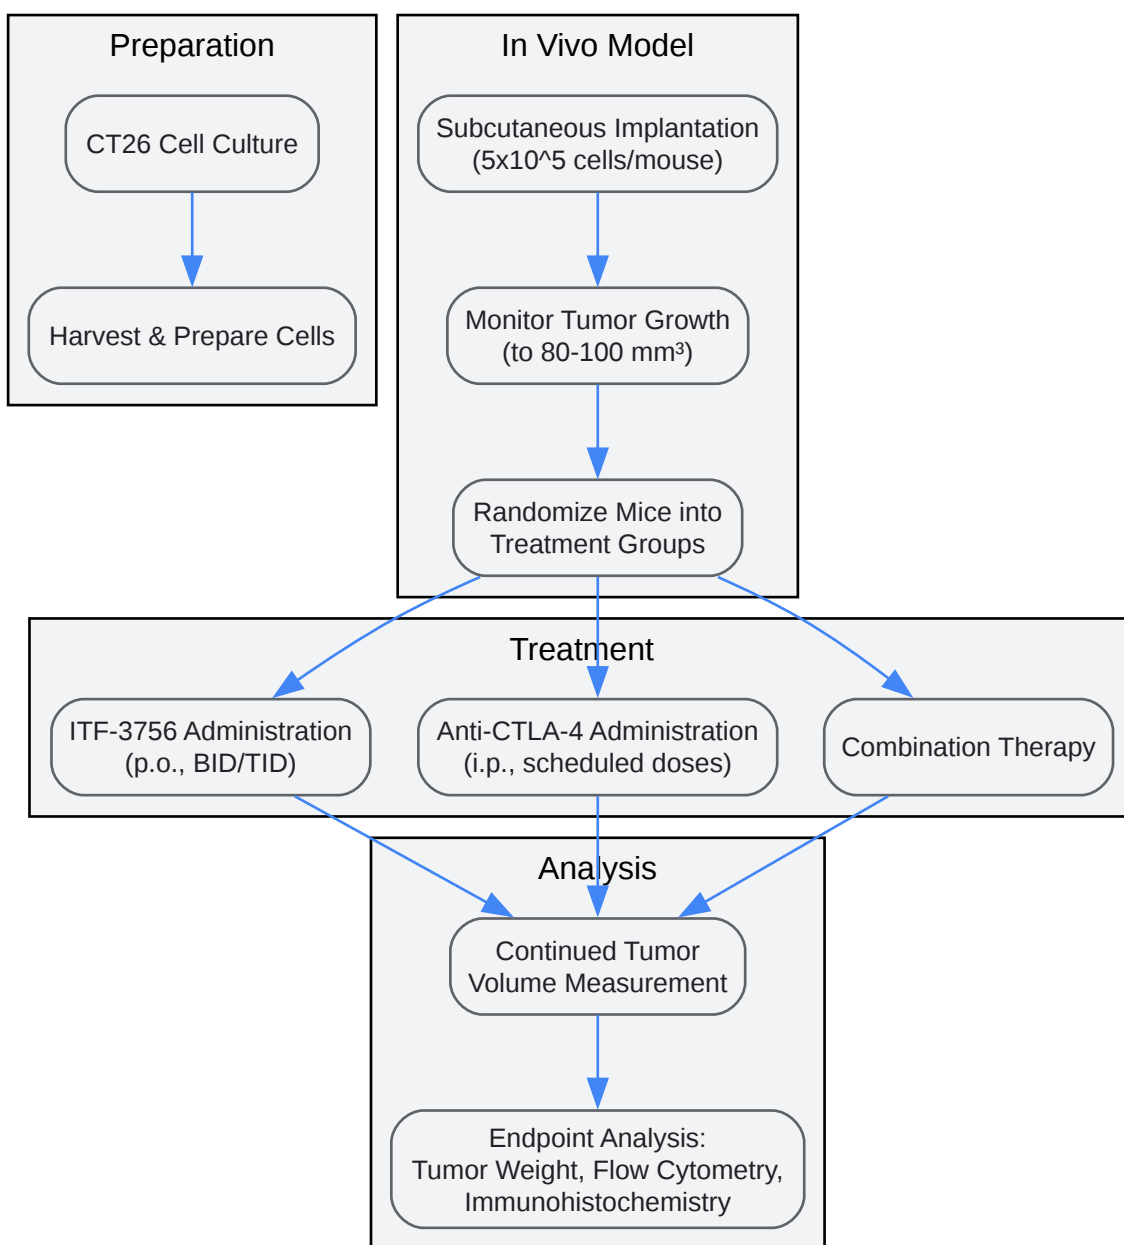 Preparation
CT26 Cell Culture
Harvest & Prepare Cells
In Vivo Model
Subcutaneous Implantation
(5x10^5 cells/mouse)
Monitor Tumor Growth
(to 80-100 mm³)
Randomize Mice into
Treatment Groups
Treatment
ITF-3756 Administration
(p.o., BID/TID)
Anti-CTLA-4 Administration
(i.p., scheduled doses)
Combination Therapy
Analysis
Continued Tumor
Volume Measurement
Endpoint Analysis:
Tumor Weight, Flow Cytometry,
Immunohistochemistry